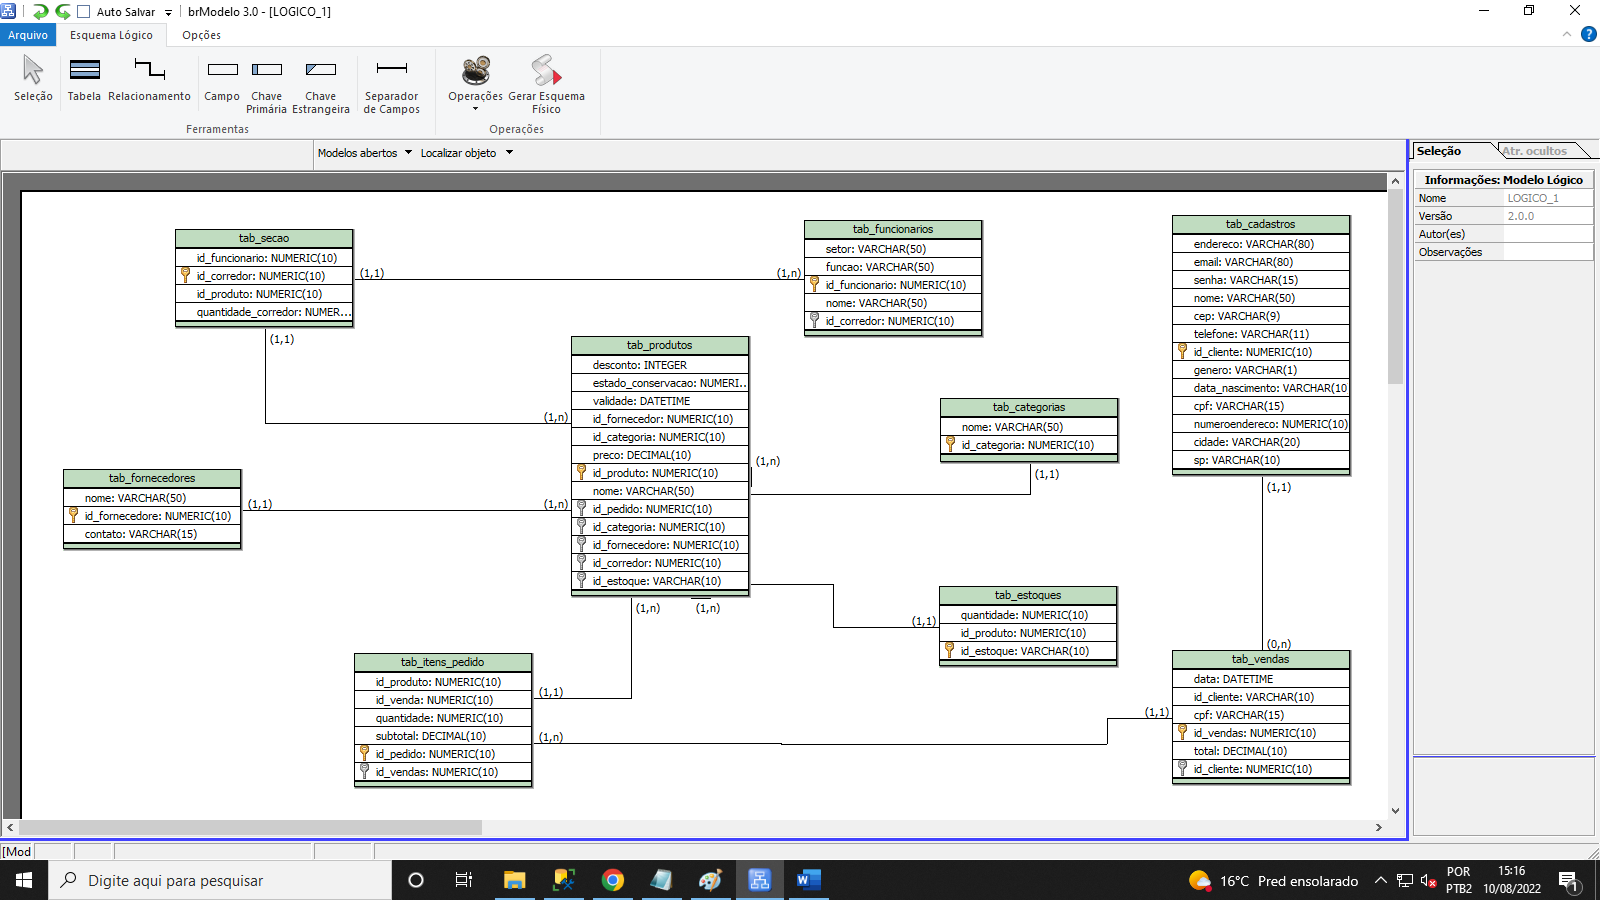 Auto Salvar
brModelo 3.0 - [LOGICO_1]
Arquivo
Esquema Lógico
Opções
Seleção
Tabela
Relacionamento
Campo
Chave Primária
Chave Estrangeira
Separador de Campos
Operações
Gerar Esquema Físico
Ferramentas
Operações
Modelos abertos
Localizar objeto
Seleção
Atr. ocultos
Informações: Modelo Lógico
Nome LOGICO_1
Versão 2.0.0
Autor(es)
Observações
tab_secao
id_funcionario: NUMERIC(10)
id_corredor: NUMERIC(10)
id_produto: NUMERIC(10)
quantidade_corredor: NUMER...
(1,1)
(1,n)
(1,1)
tab_funcionarios
setor: VARCHAR(50)
funcao: VARCHAR(50)
id_funcionario: NUMERIC(10)
nome: VARCHAR(50)
id_corredor: NUMERIC(10)
tab_cadastros
endereco: VARCHAR(80)
email: VARCHAR(80)
senha: VARCHAR(15)
nome: VARCHAR(50)
cep: VARCHAR(9)
telefone: VARCHAR(11)
id_cliente: NUMERIC(10)
genero: VARCHAR(1)
data_nascimento: VARCHAR(10
cpf: VARCHAR(15)
numeroendereco: NUMERIC(10)
cidade: VARCHAR(20)
sp: VARCHAR(10)
(1,1)
tab_produtos
desconto: INTEGER
estado_conservacao: NUMERI...
validade: DATETIME
id_fornecedor: NUMERIC(10)
id_categoria: NUMERIC(10)
preco: DECIMAL(10)
id_produto: NUMERIC(10)
nome: VARCHAR(50)
id_pedido: NUMERIC(10)
id_categoria: NUMERIC(10)
id_fornecedore: NUMERIC(10)
id_corredor: NUMERIC(10)
id_estoque: VARCHAR(10)
(1,n)
(1,n)
(1,n)
(1,n)
(1,n)
tab_categorias
nome: VARCHAR(50)
id_categoria: NUMERIC(10)
(1,1)
tab_fornecedores
nome: VARCHAR(50)
id_fornecedore: NUMERIC(10)
contato: VARCHAR(15)
(1,1)
tab_estoques
quantidade: NUMERIC(10)
id_produto: NUMERIC(10)
id_estoque: VARCHAR(10)
(1,1)
tab_itens_pedido
id_produto: NUMERIC(10)
id_venda: NUMERIC(10)
quantidade: NUMERIC(10)
subtotal: DECIMAL(10)
id_pedido: NUMERIC(10)
id_vendas: NUMERIC(10)
(1,1)
(1,n)
(0,n)
tab_vendas
data: DATETIME
id_cliente: VARCHAR(10)
cpf: VARCHAR(15)
id_vendas: NUMERIC(10)
total: DECIMAL(10)
id_cliente: NUMERIC(10)
(1,1)
[Mod
Digite aqui para pesquisar
16°C Pred ensolarado
POR
PTB2
15:16
10/08/2022
1